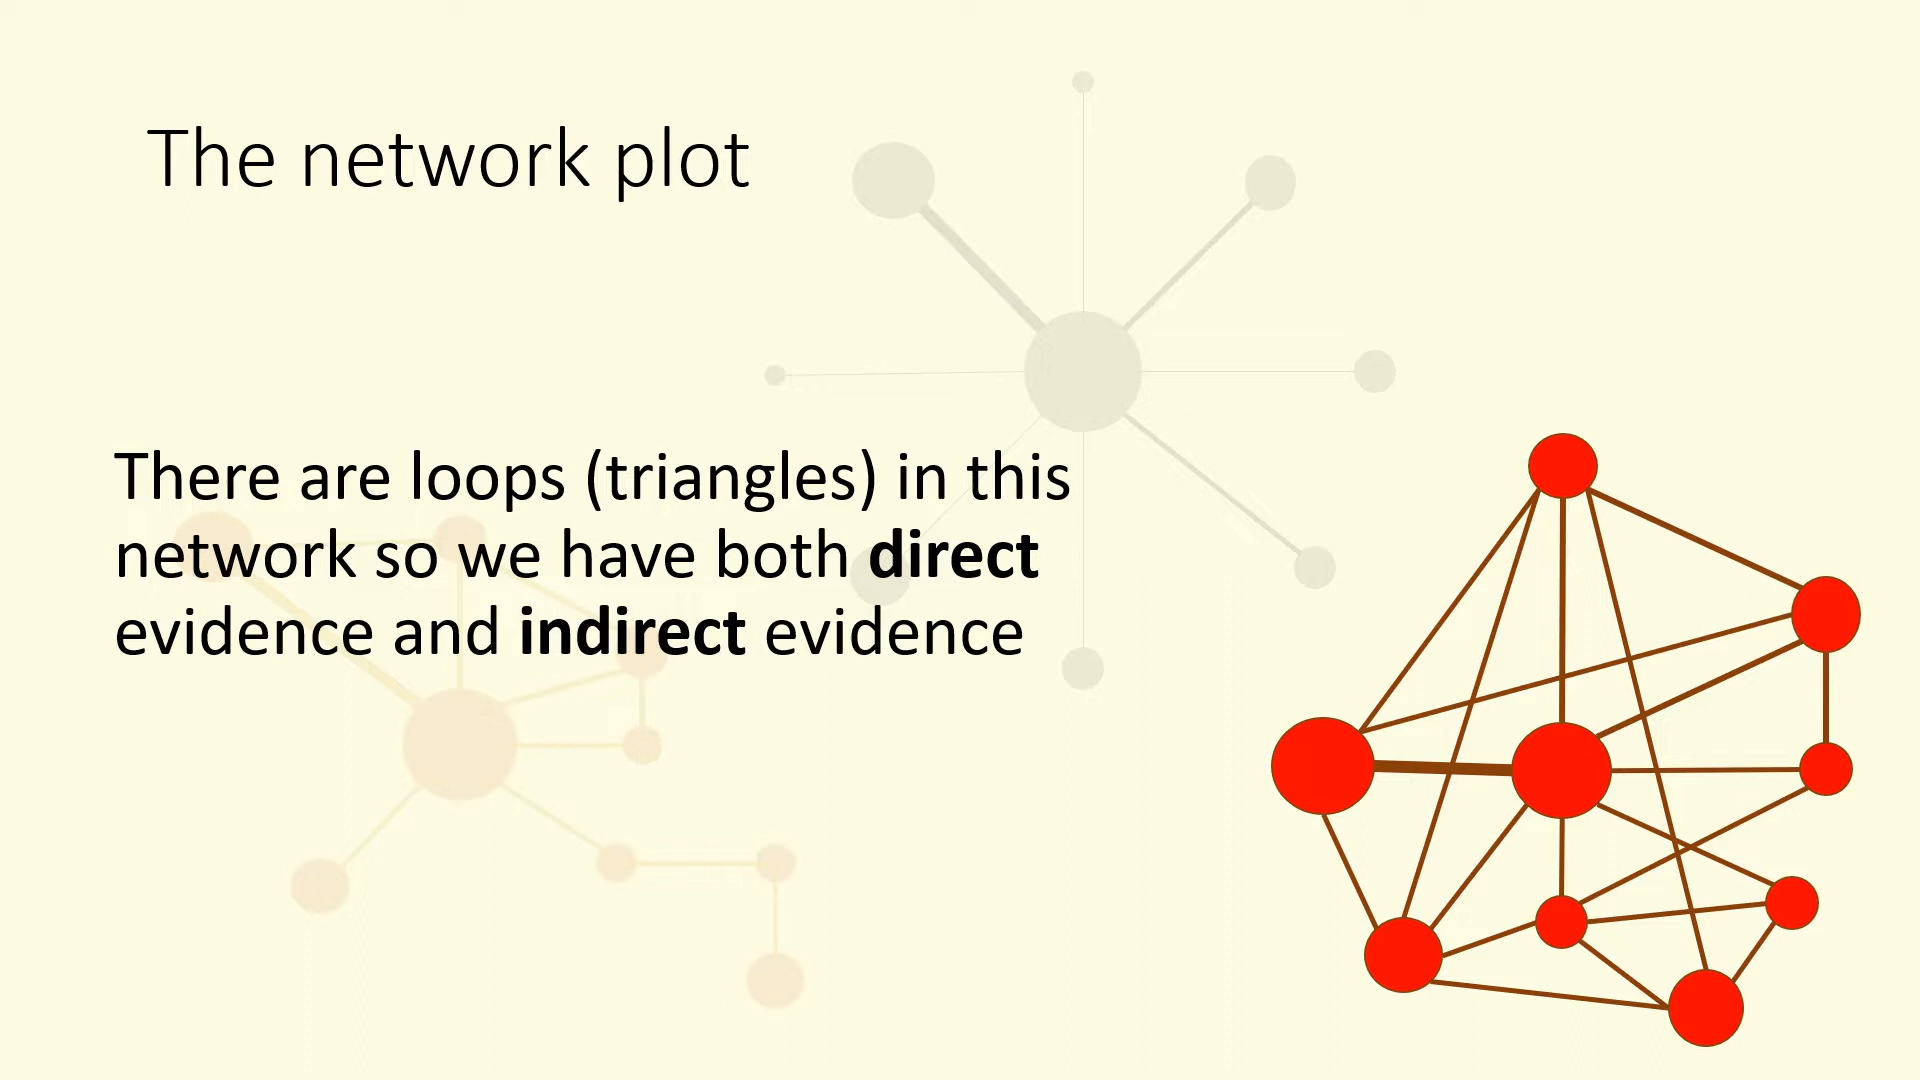 The network plot
There are loops (triangles) in this
network so we have both direct
evidence and indirect evidence